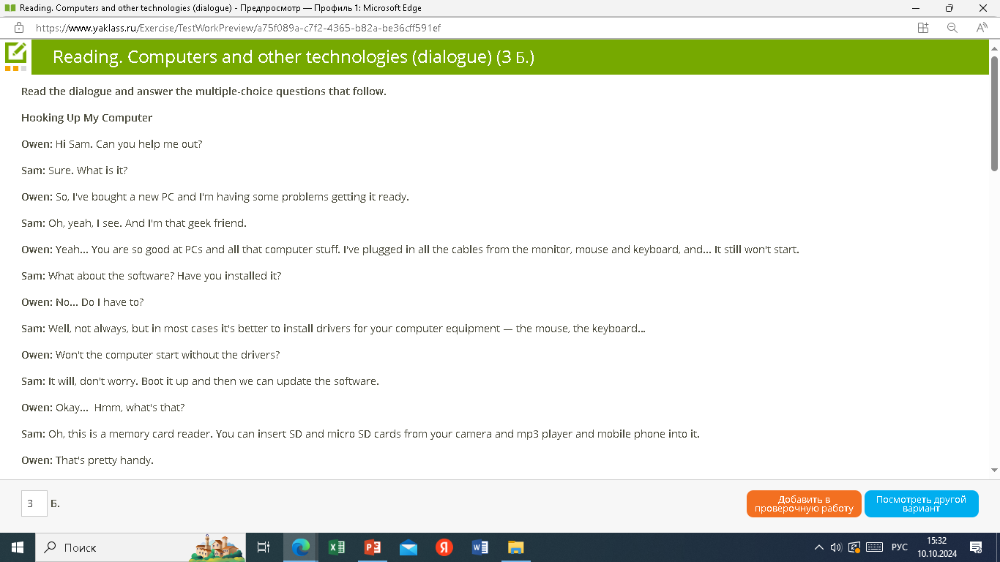 Reading. Computers and other technologies (dialogue) - Предпросмотр — Профиль 1: Microsoft Edge
https://www.yaklass.ru/Exercise/TestWorkPreview/a75f089a-c7f2-4365-b82a-be36cff591ef
Reading. Computers and other technologies (dialogue) (3 Б.)
Read the dialogue and answer the multiple-choice questions that follow.
Hooking Up My Computer
Owen: Hi Sam. Can you help me out?
Sam: Sure. What is it?
Owen: So, I've bought a new PC and I'm having some problems getting it ready.
Sam: Oh, yeah, I see. And I'm that geek friend.
Owen: Yeah... You are so good at PCs and all that computer stuff. I've plugged in all the cables from the monitor, mouse and keyboard, and... It still won't start.
Sam: What about the software? Have you installed it?
Owen: No... Do I have to?
Sam: Well, not always, but in most cases it's better to install drivers for your computer equipment — the mouse, the keyboard...
Owen: Won't the computer start without the drivers?
Sam: It will, don't worry. Boot it up and then we can update the software.
Owen: Okay...  Hmm, what's that?
Sam: Oh, this is a memory card reader. You can insert SD and micro SD cards from your camera and mp3 player and mobile phone into it.
Owen: That's pretty handy.
3 Б.
Добавить в
проверочную работу
Посмотреть другой
вариант
Поиск
РУС
15:32
10.10.2024